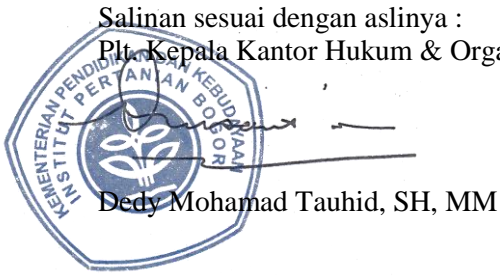 Salinan sesuai dengan aslinya :
Plt. Kepala Kantor Hukum & Orga
KEMENTERIAN PENDIDIKAN DAN KEBUDAYAAN
INSTITUT PERTANIAN BOGOR
Dedy Mohamad Tauhid, SH, MM